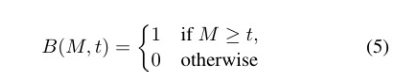 B(M, t) = { 1 if M ≥ t,
0 otherwise (5)